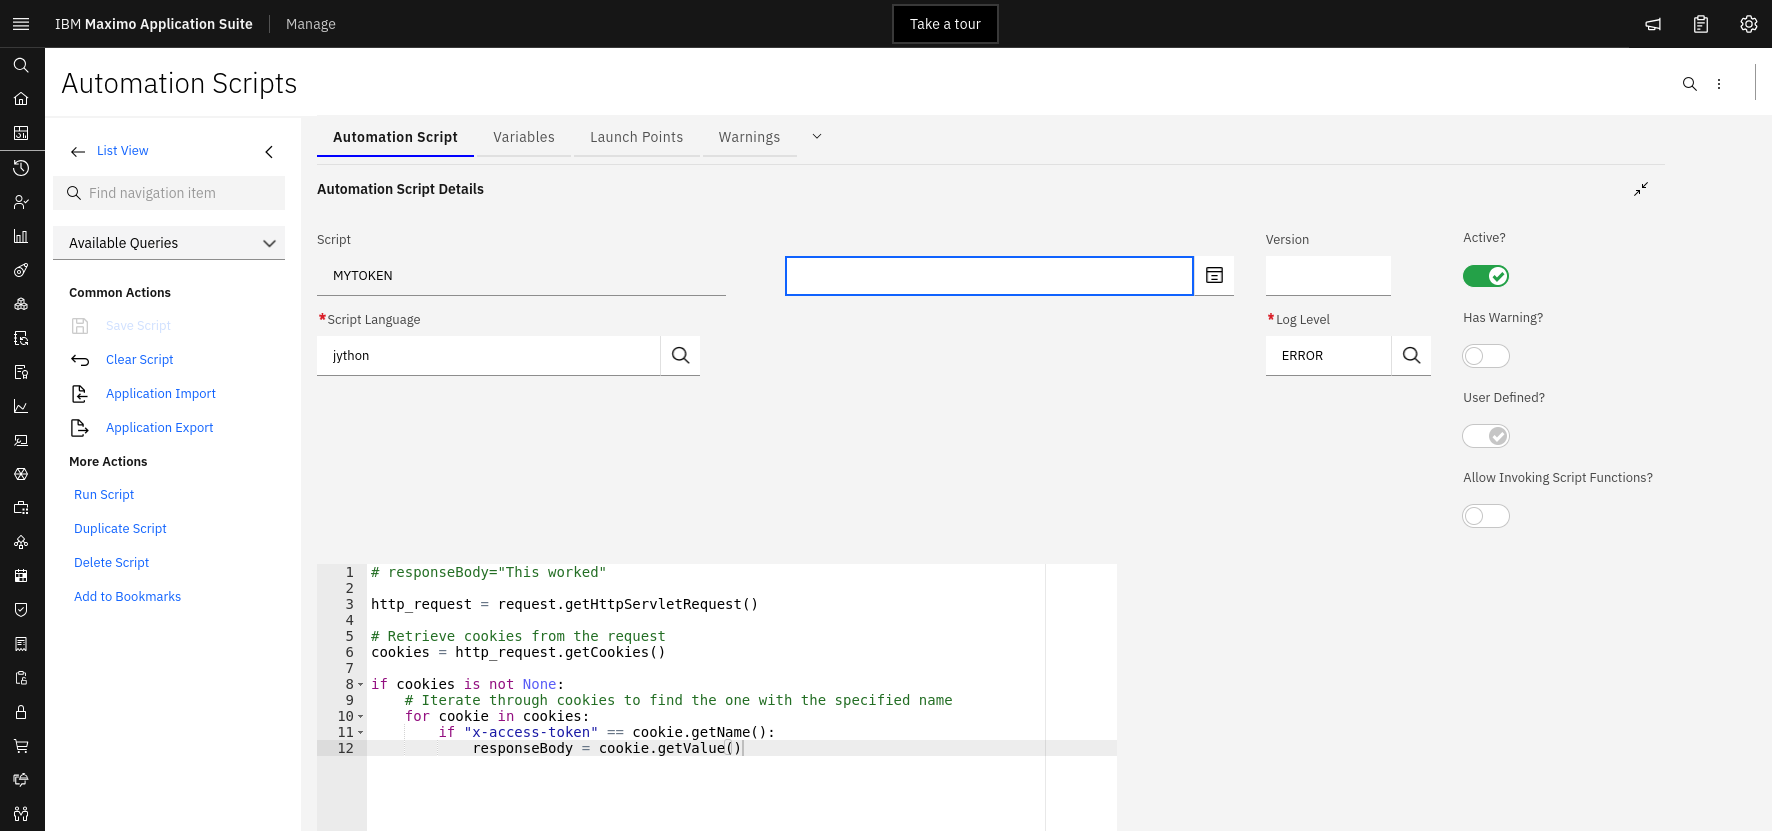 IBM Maximo Application Suite Manage Take a tour
Automation Scripts
List View
Find navigation item
Available Queries
Common Actions
Save Script
Clear Script
Application Import
Application Export
More Actions
Run Script
Duplicate Script
Delete Script
Add to Bookmarks
Automation Script Variables Launch Points Warnings
Automation Script Details
Script Version Active?
MYTOKEN
*Script Language *Log Level Has Warning?
jython ERROR
User Defined?
Allow Invoking Script Functions?
1 # responseBody="This worked"
2
3 http_request = request.getHttpServletRequest()
4
5 # Retrieve cookies from the request
6 cookies = http_request.getCookies()
7
8 if cookies is not None:
9     # Iterate through cookies to find the one with the specified name
10     for cookie in cookies:
11         if "x-access-token" == cookie.getName():
12             responseBody = cookie.getValue()